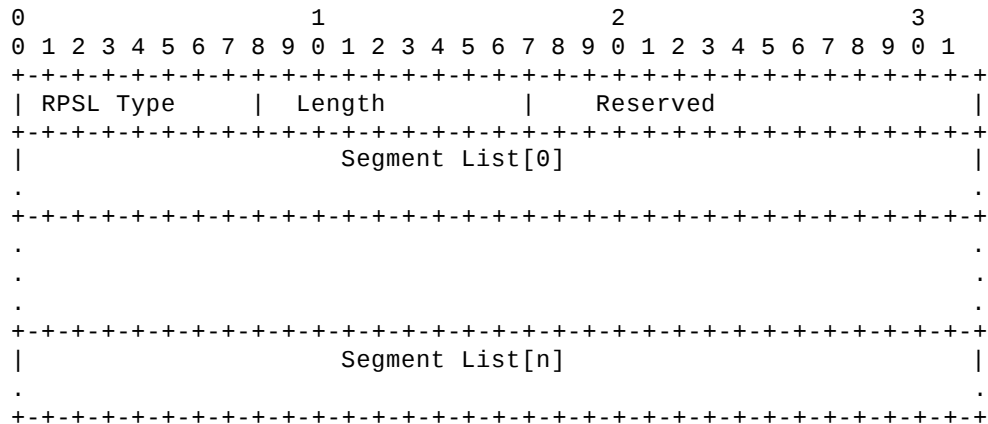 0                   1                   2                   3
0 1 2 3 4 5 6 7 8 9 0 1 2 3 4 5 6 7 8 9 0 1 2 3 4 5 6 7 8 9 0 1
+-+-+-+-+-+-+-+-+-+-+-+-+-+-+-+-+-+-+-+-+-+-+-+-+-+-+-+-+-+-+-+-+
| RPSL Type     |  Length         |    Reserved                 |
+-+-+-+-+-+-+-+-+-+-+-+-+-+-+-+-+-+-+-+-+-+-+-+-+-+-+-+-+-+-+-+-+
|                     Segment List[0]                           |
.                                                               .
+-+-+-+-+-+-+-+-+-+-+-+-+-+-+-+-+-+-+-+-+-+-+-+-+-+-+-+-+-+-+-+-+
.                                                               .
.                                                               .
.                                                               .
+-+-+-+-+-+-+-+-+-+-+-+-+-+-+-+-+-+-+-+-+-+-+-+-+-+-+-+-+-+-+-+-+
|                     Segment List[n]                           |
.                                                               .
+-+-+-+-+-+-+-+-+-+-+-+-+-+-+-+-+-+-+-+-+-+-+-+-+-+-+-+-+-+-+-+-+